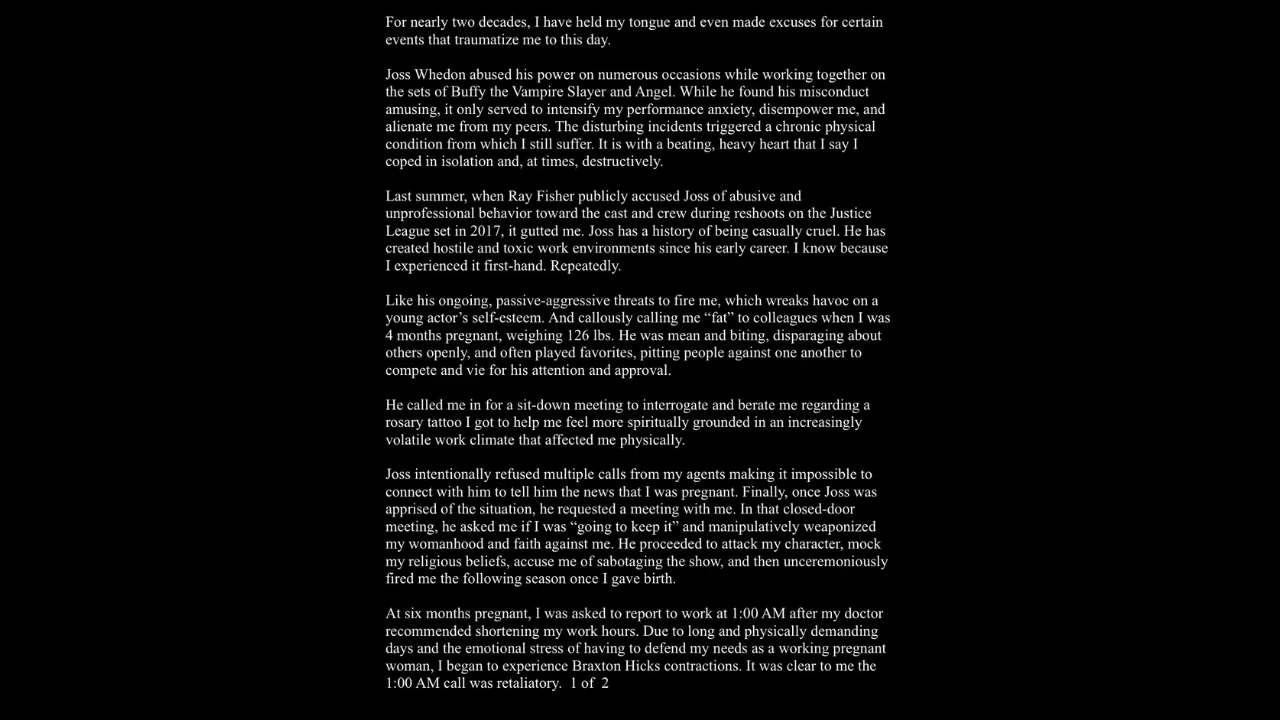 For nearly two decades, I have held my tongue and even made excuses for certain
events that traumatize me to this day.
Joss Whedon abused his power on numerous occasions while working together on
the sets of Buffy the Vampire Slayer and Angel. While he found his misconduct
amusing, it only served to intensify my performance anxiety, disempower me, and
alienate me from my peers. The disturbing incidents triggered a chronic physical
condition from which I still suffer. It is with a beating, heavy heart that I say I
coped in isolation and, at times, destructively.
Last summer, when Ray Fisher publicly accused Joss of abusive and
unprofessional behavior toward the cast and crew during reshoots on the Justice
League set in 2017, it gutted me. Joss has a history of being casually cruel. He has
created hostile and toxic work environments since his early career. I know because
I experienced it first-hand. Repeatedly.
Like his ongoing, passive-aggressive threats to fire me, which wreaks havoc on a
young actor’s self-esteem. And callously calling me “fat” to colleagues when I was
4 months pregnant, weighing 126 lbs. He was mean and biting, disparaging about
others openly, and often played favorites, pitting people against one another to
compete and vie for his attention and approval.
He called me in for a sit-down meeting to interrogate and berate me regarding a
rosary tattoo I got to help me feel more spiritually grounded in an increasingly
volatile work climate that affected me physically.
Joss intentionally refused multiple calls from my agents making it impossible to
connect with him to tell him the news that I was pregnant. Finally, once Joss was
apprised of the situation, he requested a meeting with me. In that closed-door
meeting, he asked me if I was “going to keep it” and manipulatively weaponized
my womanhood and faith against me. He proceeded to attack my character, mock
my religious beliefs, accuse me of sabotaging the show, and then unceremoniously
fired me the following season once I gave birth.
At six months pregnant, I was asked to report to work at 1:00 AM after my doctor
recommended shortening my work hours. Due to long and physically demanding
days and the emotional stress of having to defend my needs as a working pregnant
woman, I began to experience Braxton Hicks contractions. It was clear to me the
1:00 AM call was retaliatory. 1 of 2